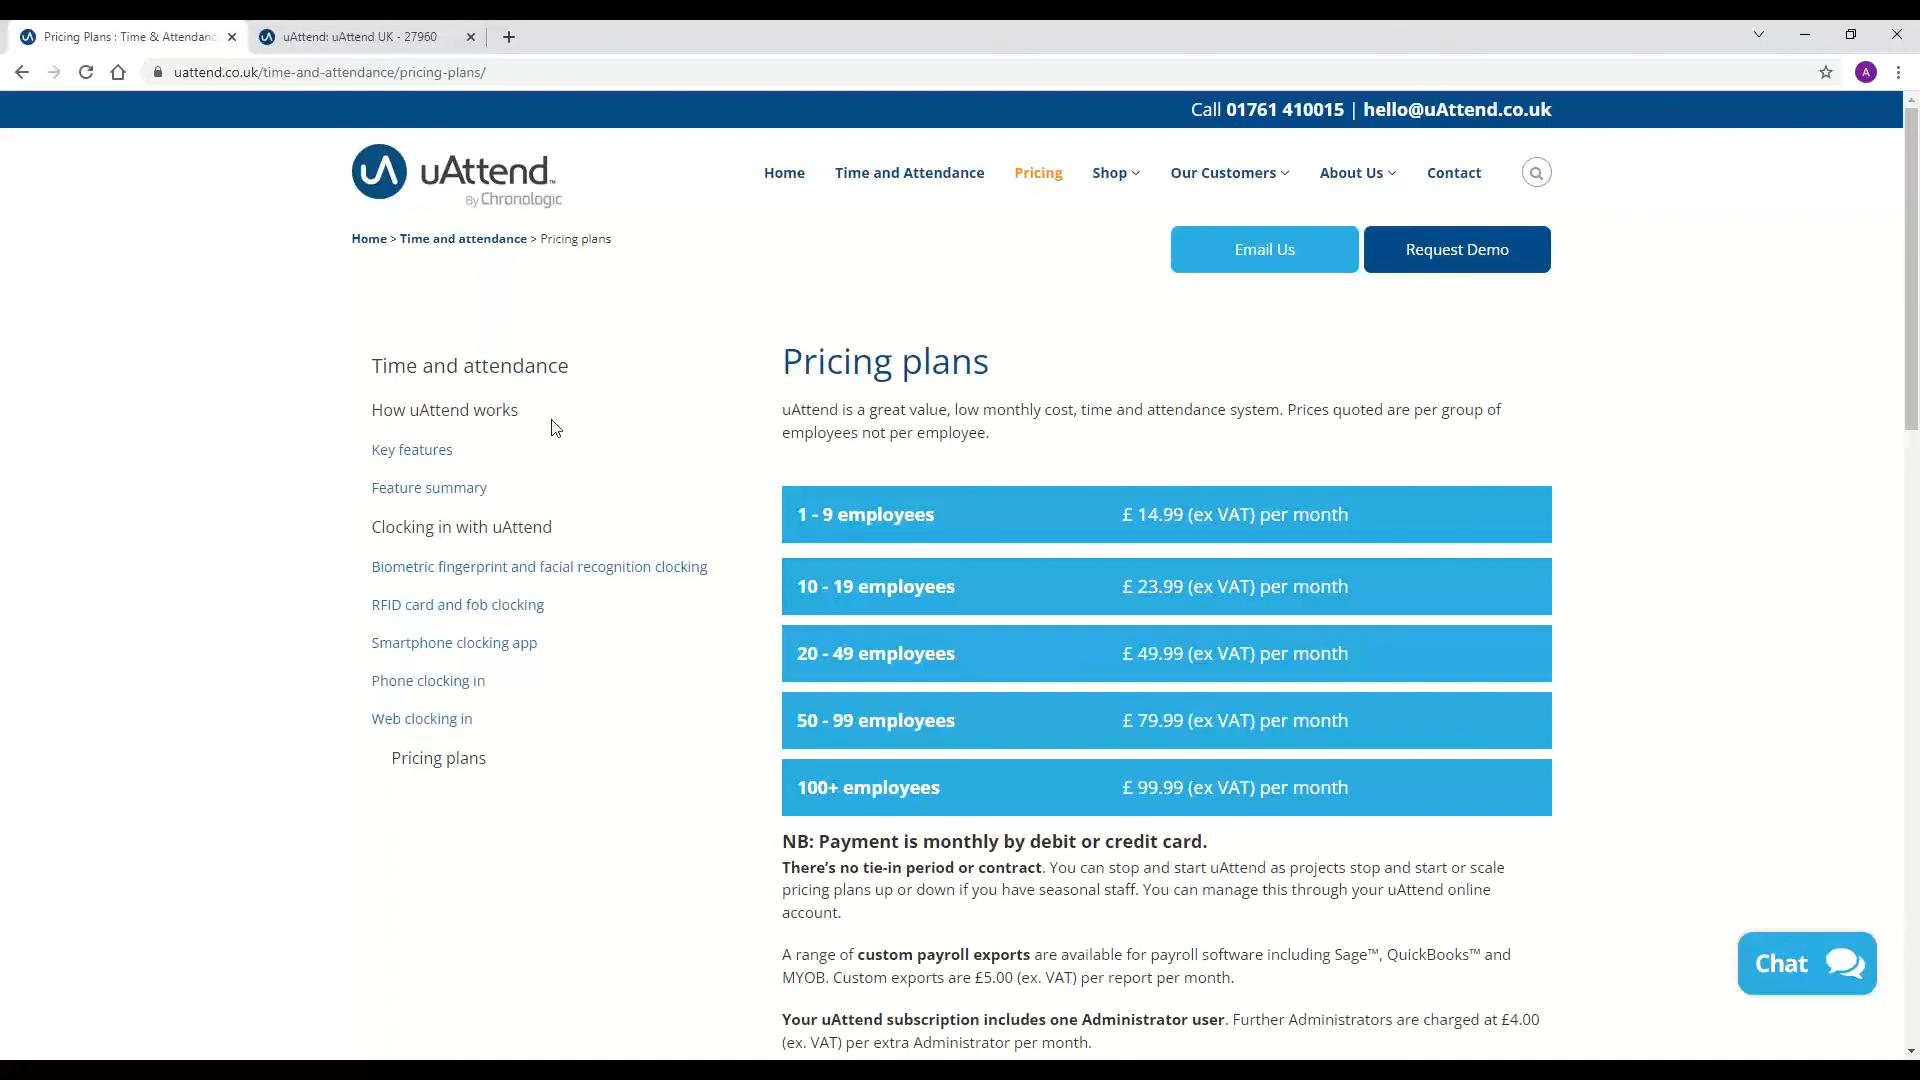 Pricing Plans : Time & Attendanc
uAttend: uAttend UK - 27960
uattend.co.uk/time-and-attendance/pricing-plans/
A
Call 01761 410015 | hello@uAttend.co.uk
uA uAttend™
By Chronologic
Home Time and Attendance Pricing Shop Our Customers About Us Contact
Home > Time and attendance > Pricing plans
Email Us Request Demo
Time and attendance
How uAttend works
Key features
Feature summary
Clocking in with uAttend
Biometric fingerprint and facial recognition clocking
RFID card and fob clocking
Smartphone clocking app
Phone clocking in
Web clocking in
Pricing plans
Pricing plans
uAttend is a great value, low monthly cost, time and attendance system. Prices quoted are per group of
employees not per employee.
1 - 9 employees £ 14.99 (ex VAT) per month
10 - 19 employees £ 23.99 (ex VAT) per month
20 - 49 employees £ 49.99 (ex VAT) per month
50 - 99 employees £ 79.99 (ex VAT) per month
100+ employees £ 99.99 (ex VAT) per month
NB: Payment is monthly by debit or credit card.
There’s no tie-in period or contract. You can stop and start uAttend as projects stop and start or scale
pricing plans up or down if you have seasonal staff. You can manage this through your uAttend online
account.
A range of custom payroll exports are available for payroll software including Sage™, QuickBooks™ and
MYOB. Custom exports are £5.00 (ex. VAT) per report per month.
Your uAttend subscription includes one Administrator user. Further Administrators are charged at £4.00
(ex. VAT) per extra Administrator per month.
Chat